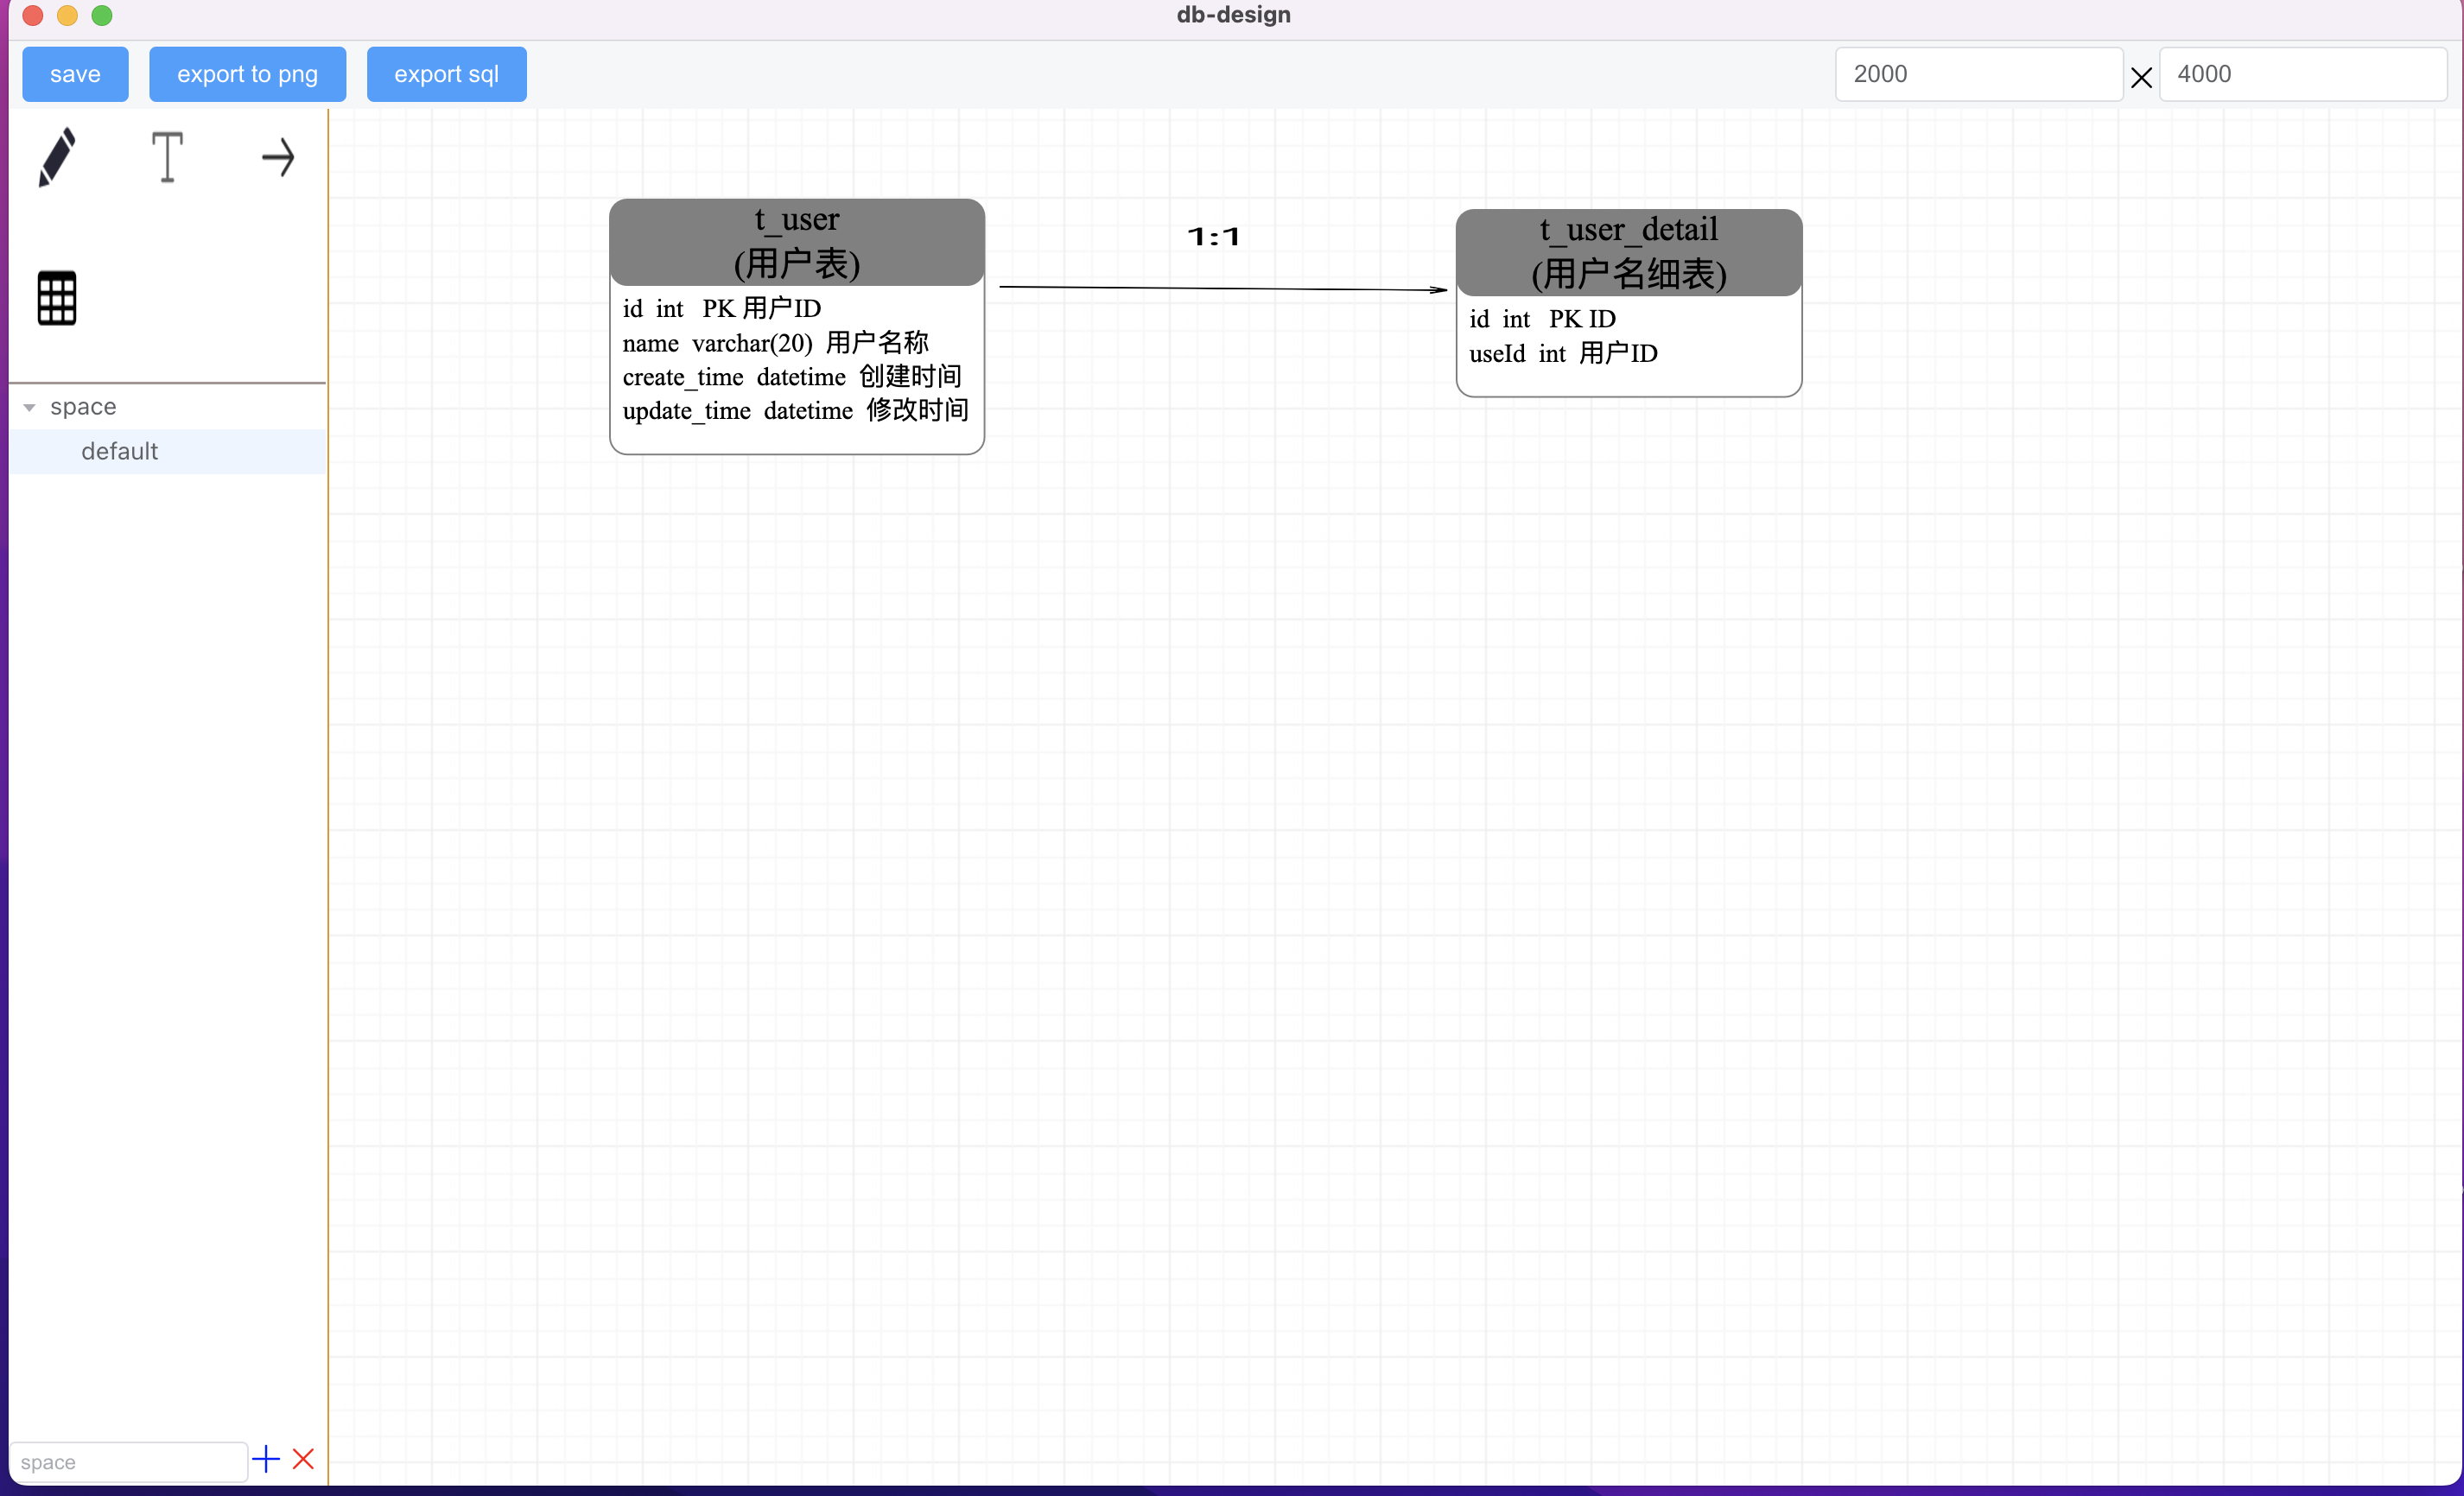 db-design
save
export to png
export sql
2000
4000
t_user
(用户表)
id int PK 用户ID
name varchar(20) 用户名称
create_time datetime 创建时间
update_time datetime 修改时间
1:1
t_user_detail
(用户名细表)
id int PK ID
useId int 用户ID
space
default
space